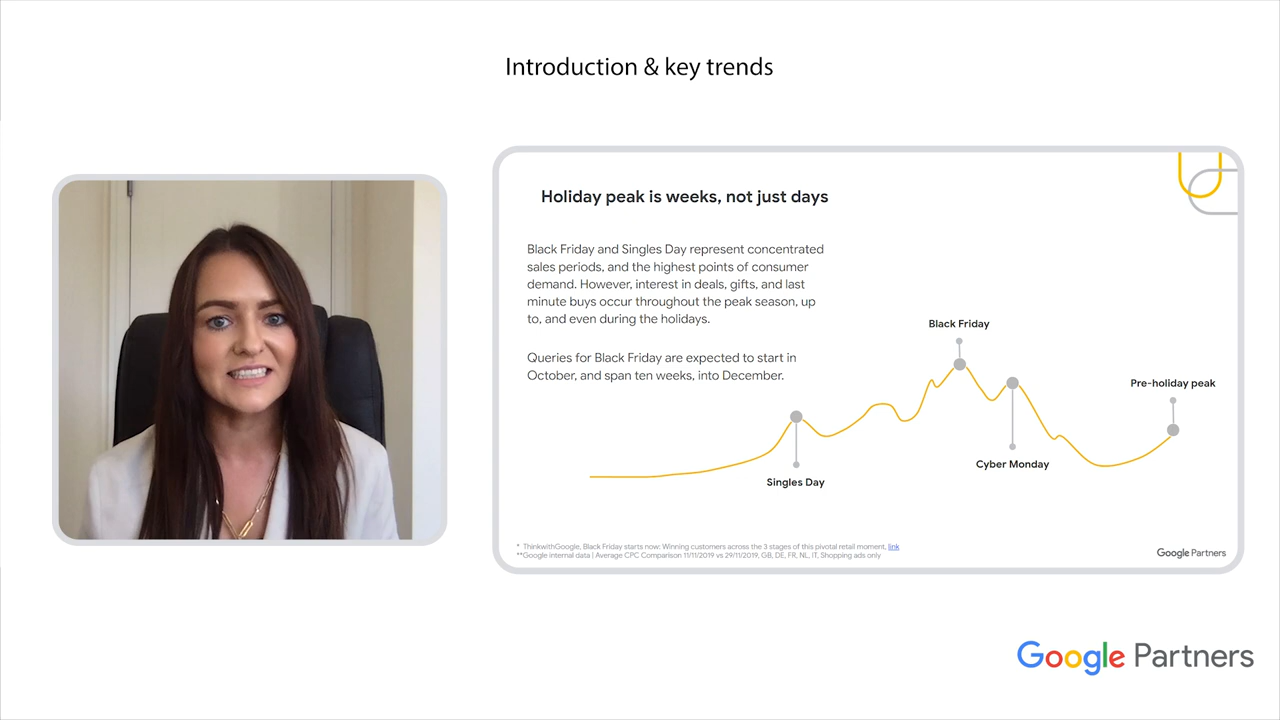 Introduction & key trends
Holiday peak is weeks, not just days
Black Friday and Singles Day represent concentrated
sales periods, and the highest points of consumer
demand. However, interest in deals, gifts, and last
minute buys occur throughout the peak season, up
to, and even during the holidays.
Queries for Black Friday are expected to start in
October, and span ten weeks, into December.
Black Friday
Pre-holiday peak
Cyber Monday
Singles Day
* ThinkwithGoogle, Black Friday starts now: Winning customers across the 3 stages of this pivotal retail moment, link
**Google internal data | Average CPC Comparison 11/11/2019 vs 29/11/2019, GB, DE, FR, NL, IT, Shopping ads only
Google Partners
Google Partners